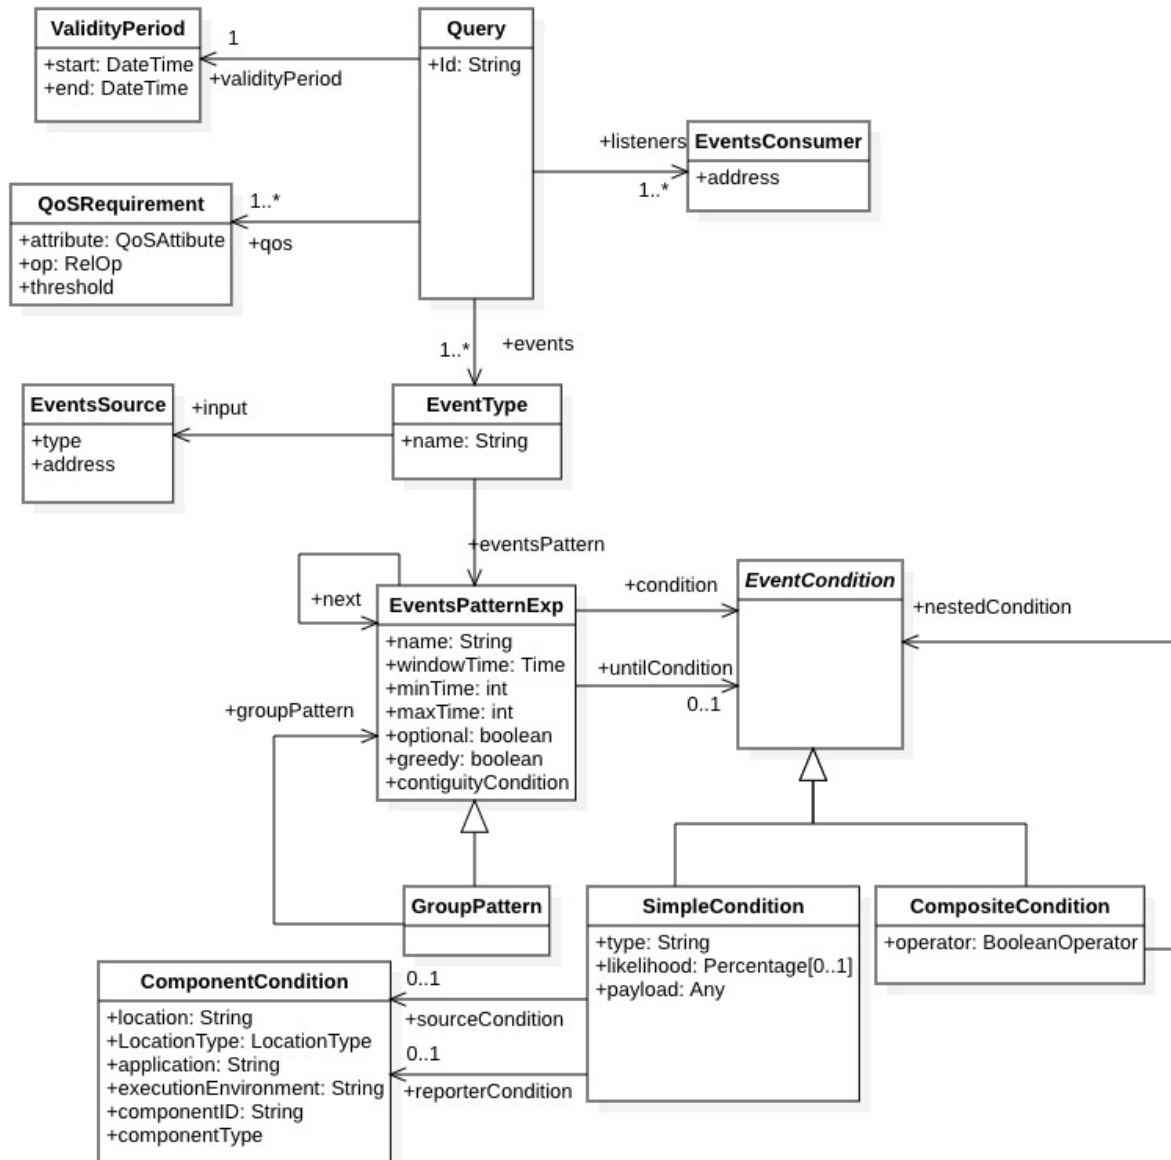 ValidityPeriod
+start: DateTime
+end: DateTime
1
+validityPeriod
Query
+Id: String
+listeners
1..*
EventsConsumer
+address
QoSRequirement
+attribute: QoSAttibute
+op: RelOp
+threshold
1..*
+qos
1..*
+events
EventsSource
+type
+address
+input
EventType
+name: String
+eventsPattern
+next
EventsPatternExp
+name: String
+windowTime: Time
+minTime: int
+maxTime: int
+optional: boolean
+greedy: boolean
+contiguityCondition
+condition
+untilCondition
0..1
EventCondition
+nestedCondition
+groupPattern
GroupPattern
SimpleCondition
+type: String
+likelihood: Percentage[0..1]
+payload: Any
CompositeCondition
+operator: BooleanOperator
ComponentCondition
+location: String
+LocationType: LocationType
+application: String
+executionEnvironment: String
+componentID: String
+componentType
0..1
+sourceCondition
0..1
+reporterCondition